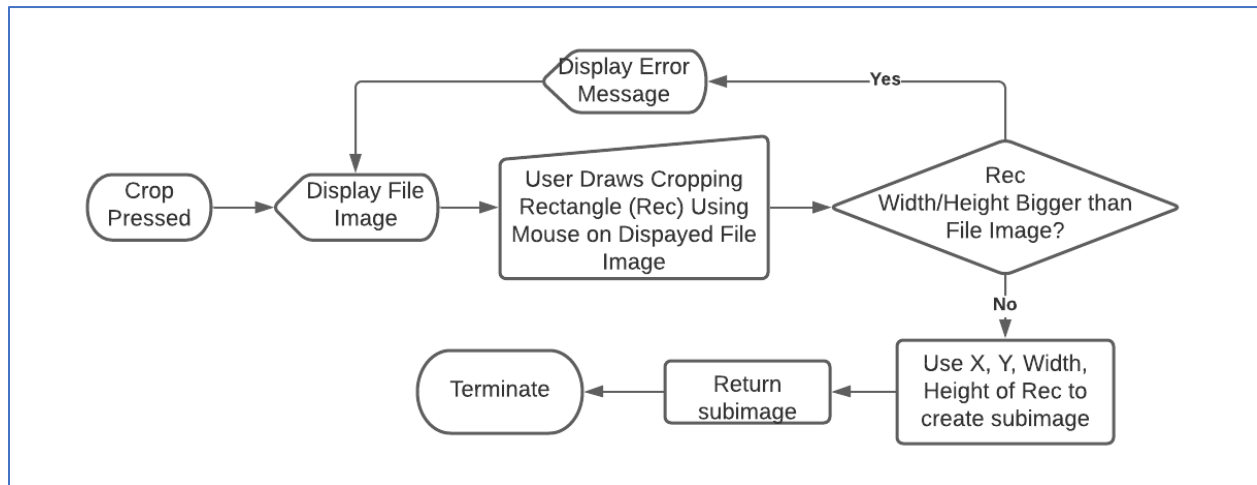 Display Error
Message
Yes
Crop
Pressed
Display File
Image
User Draws Cropping
Rectangle (Rec) Using
Mouse on Dispayed File
Image
Rec
Width/Height Bigger than
File Image?
No
Use X, Y, Width,
Height of Rec to
create subimage
Return
subimage
Terminate